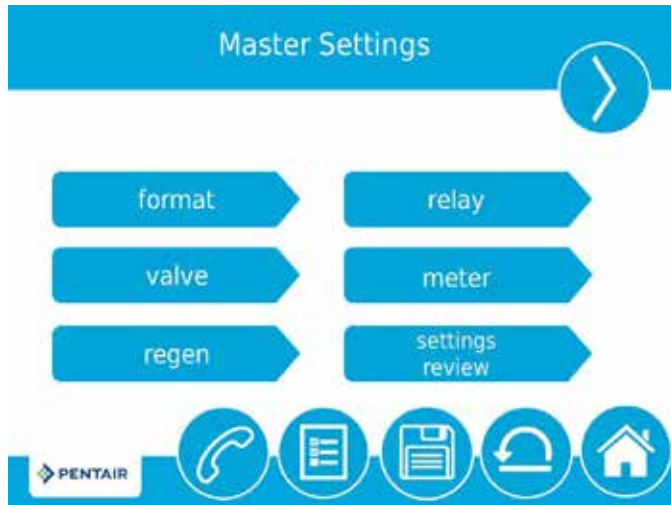 Master Settings
format
relay
valve
meter
regen
settings
review
PENTAIR